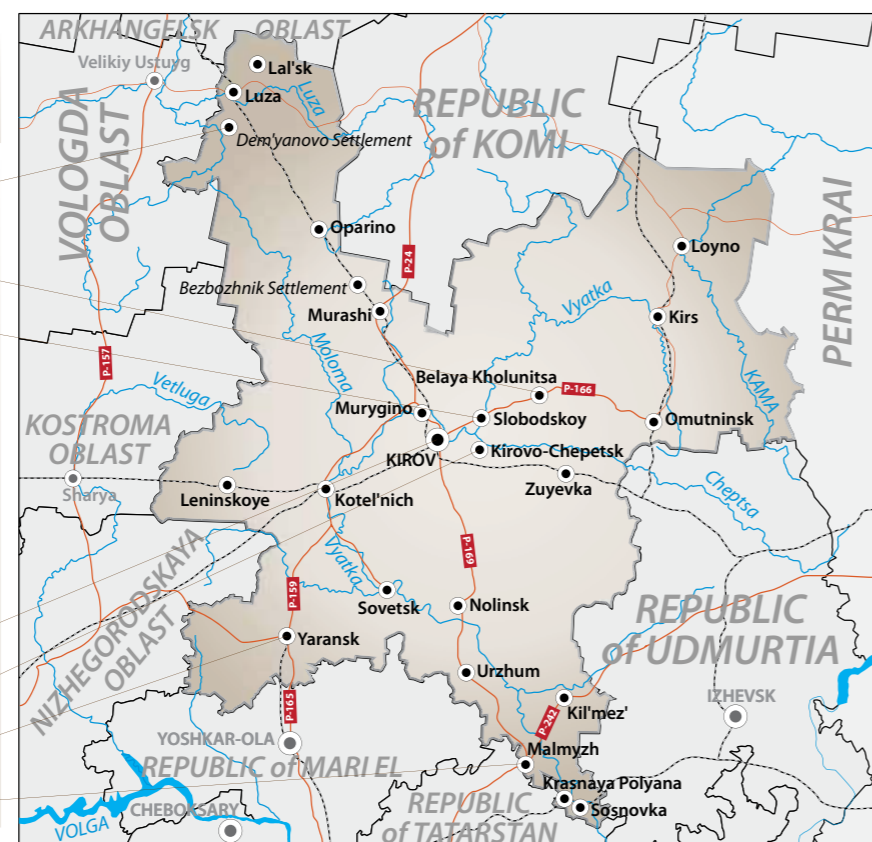 ARKHANGELSK OBLAST
Velikiy Ustuyg
Lal'sk
Luza
Luza
VOLOGDA
OBLAST
REPUBLIC
of KOMI
Dem'yanovo Settlement
PERM KRAI
Oparino
P-24
Loyno
Bezbozhnik Settlement
Vyatka
Murashi
Kirs
P-157
Moloma
Vetluga
Belaya Kholunitsa
P-166
KAMA
Murygino
Slobodskoy
Omutninsk
KOSTROMA
OBLAST
KIROV
Kirovo-Chepetsk
Sharya
Leninskoye
Kotel'nich
Zuyevka
Cheptsa
NIZHEGORODSKAYA
OBLAST
Vyatka
P-169
P-159
Sovetsk
Nolinsk
REPUBLIC
of UDMURTIA
Yaransk
Urzhum
P-165
Kil'mez'
IZHEVSK
P-242
YOSHKAR-OLA
Malmyzh
REPUBLIC of MARI EL
Krasnaya Polyana
CHEBOKSARY
REPUBLIC
of TATARSTAN
Sosnovka
VOLGA